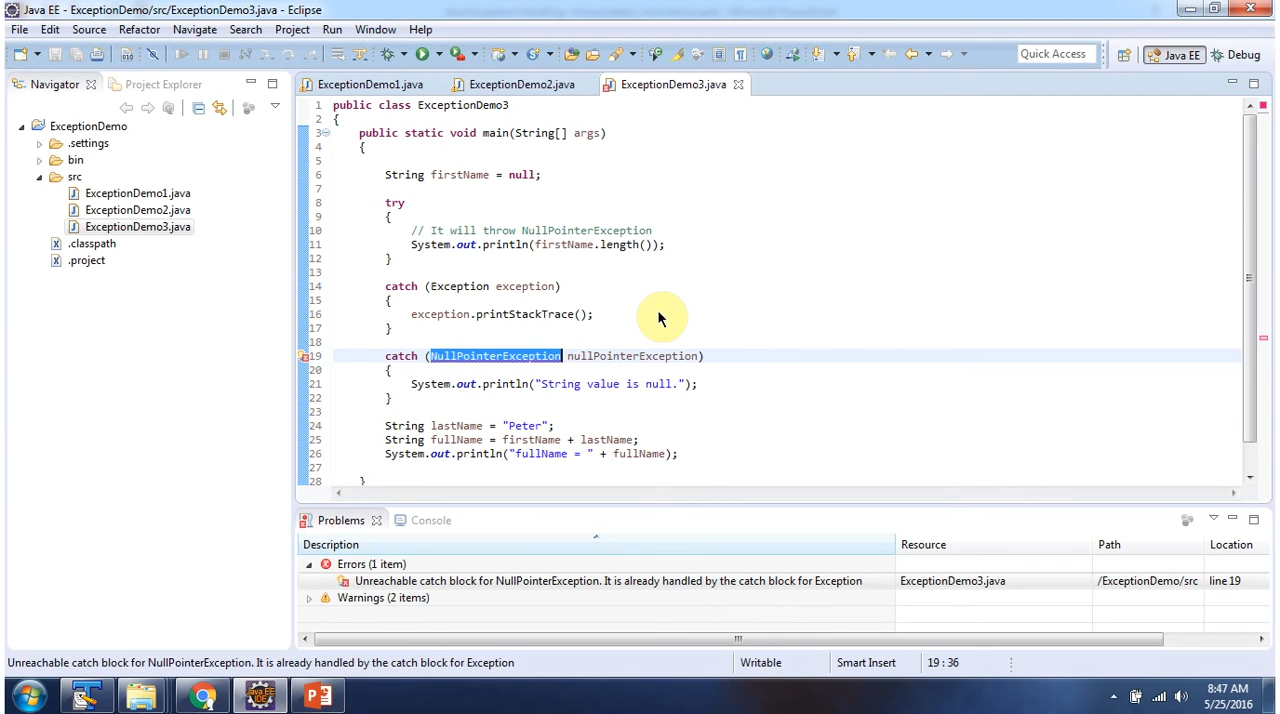 Java EE - ExceptionDemo/src/ExceptionDemo3.java - Eclipse
File Edit Source Refactor Navigate Search Project Run Window Help
Quick Access Java EE Debug
Navigator Project Explorer
ExceptionDemo1.java ExceptionDemo2.java ExceptionDemo3.java
ExceptionDemo
.settings
bin
src
ExceptionDemo1.java
ExceptionDemo2.java
ExceptionDemo3.java
.classpath
.project
1 public class ExceptionDemo3
2 {
3 public static void main(String[] args)
4 {
5
6 String firstName = null;
7
8 try
9 {
10 // It will throw NullPointerException
11 System.out.println(firstName.length());
12 }
13
14 catch (Exception exception)
15 {
16 exception.printStackTrace();
17 }
18
19 catch (NullPointerException nullPointerException)
20 {
21 System.out.println("String value is null.");
22 }
23
24 String lastName = "Peter";
25 String fullName = firstName + lastName;
26 System.out.println("fullName = " + fullName);
27
28 }
Problems Console
Description Resource Path Location
Errors (1 item)
Unreachable catch block for NullPointerException. It is already handled by the catch block for Exception ExceptionDemo3.java /ExceptionDemo/src line 19
Warnings (2 items)
Unreachable catch block for NullPointerException. It is already handled by the catch block for Exception Writable Smart Insert 19 : 36
Java EE IDE
8:47 AM
5/25/2016